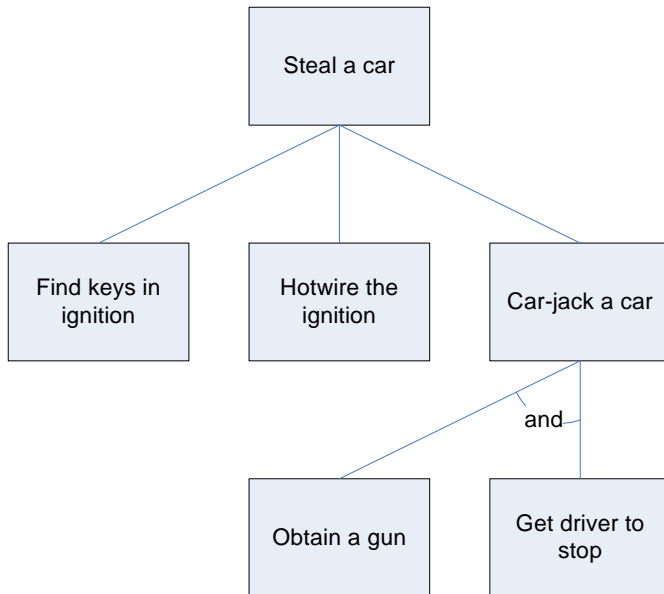 Steal a car
Find keys in
ignition
Hotwire the
ignition
Car-jack a car
and
Obtain a gun
Get driver to
stop